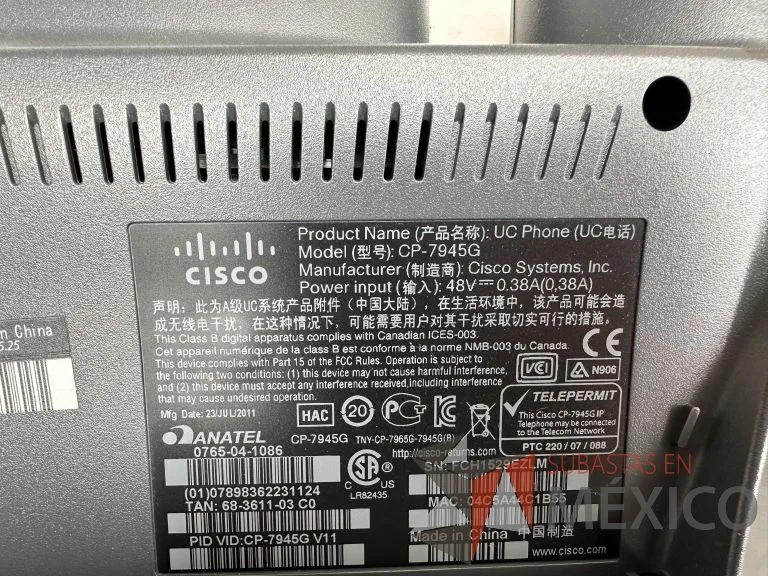 Product Name (产品名称): UC Phone (UC电话)
Model (型号): CP-7945G
Manufacturer (制造商): Cisco Systems, Inc.
Power input (输入): 48V⎓0.38A(0,38A)
CISCO
声明: 此为A级UC系统产品附件（中国大陆）, 在生活环境中, 该产品可能会造
成无线电干扰, 在这种情况下, 可能需要用户对其干扰采取切实可行的措施。
This Class B digital apparatus complies with Canadian ICES-003.
Cet appareil numérique de la class B est conforme à la norme NMB-003 du Canada.
This device complies with Part 15 of the FCC Rules. Operation is subject to
the following two conditions: (1) this device may not cause harmful interference,
and (2) this device must accept any interference received,including interference
that may cause undesired operation.
CE
VCI
N906
Mfg Date: 23/JUL/2011
HAC
20
TELEPERMIT
This Cisco CP-7945G IP
Telephone may be connected
to the Telecom Network
PTC 220 / 07 / 088
ANATEL
CP-7945G
TNY-CP-7965G-7945G(B)
0765-04-1086
http://cisco-returns.com
SN: FCH1529EZLM
(01)07898362231124
C US
LR82435
TAN: 68-3611-03 C0
MAC: 04C5A44C1B55
PID VID:CP-7945G V11
Made in China 中国制造
www.cisco.com
China
5.25
SUBASTAS EN
MÉXICO